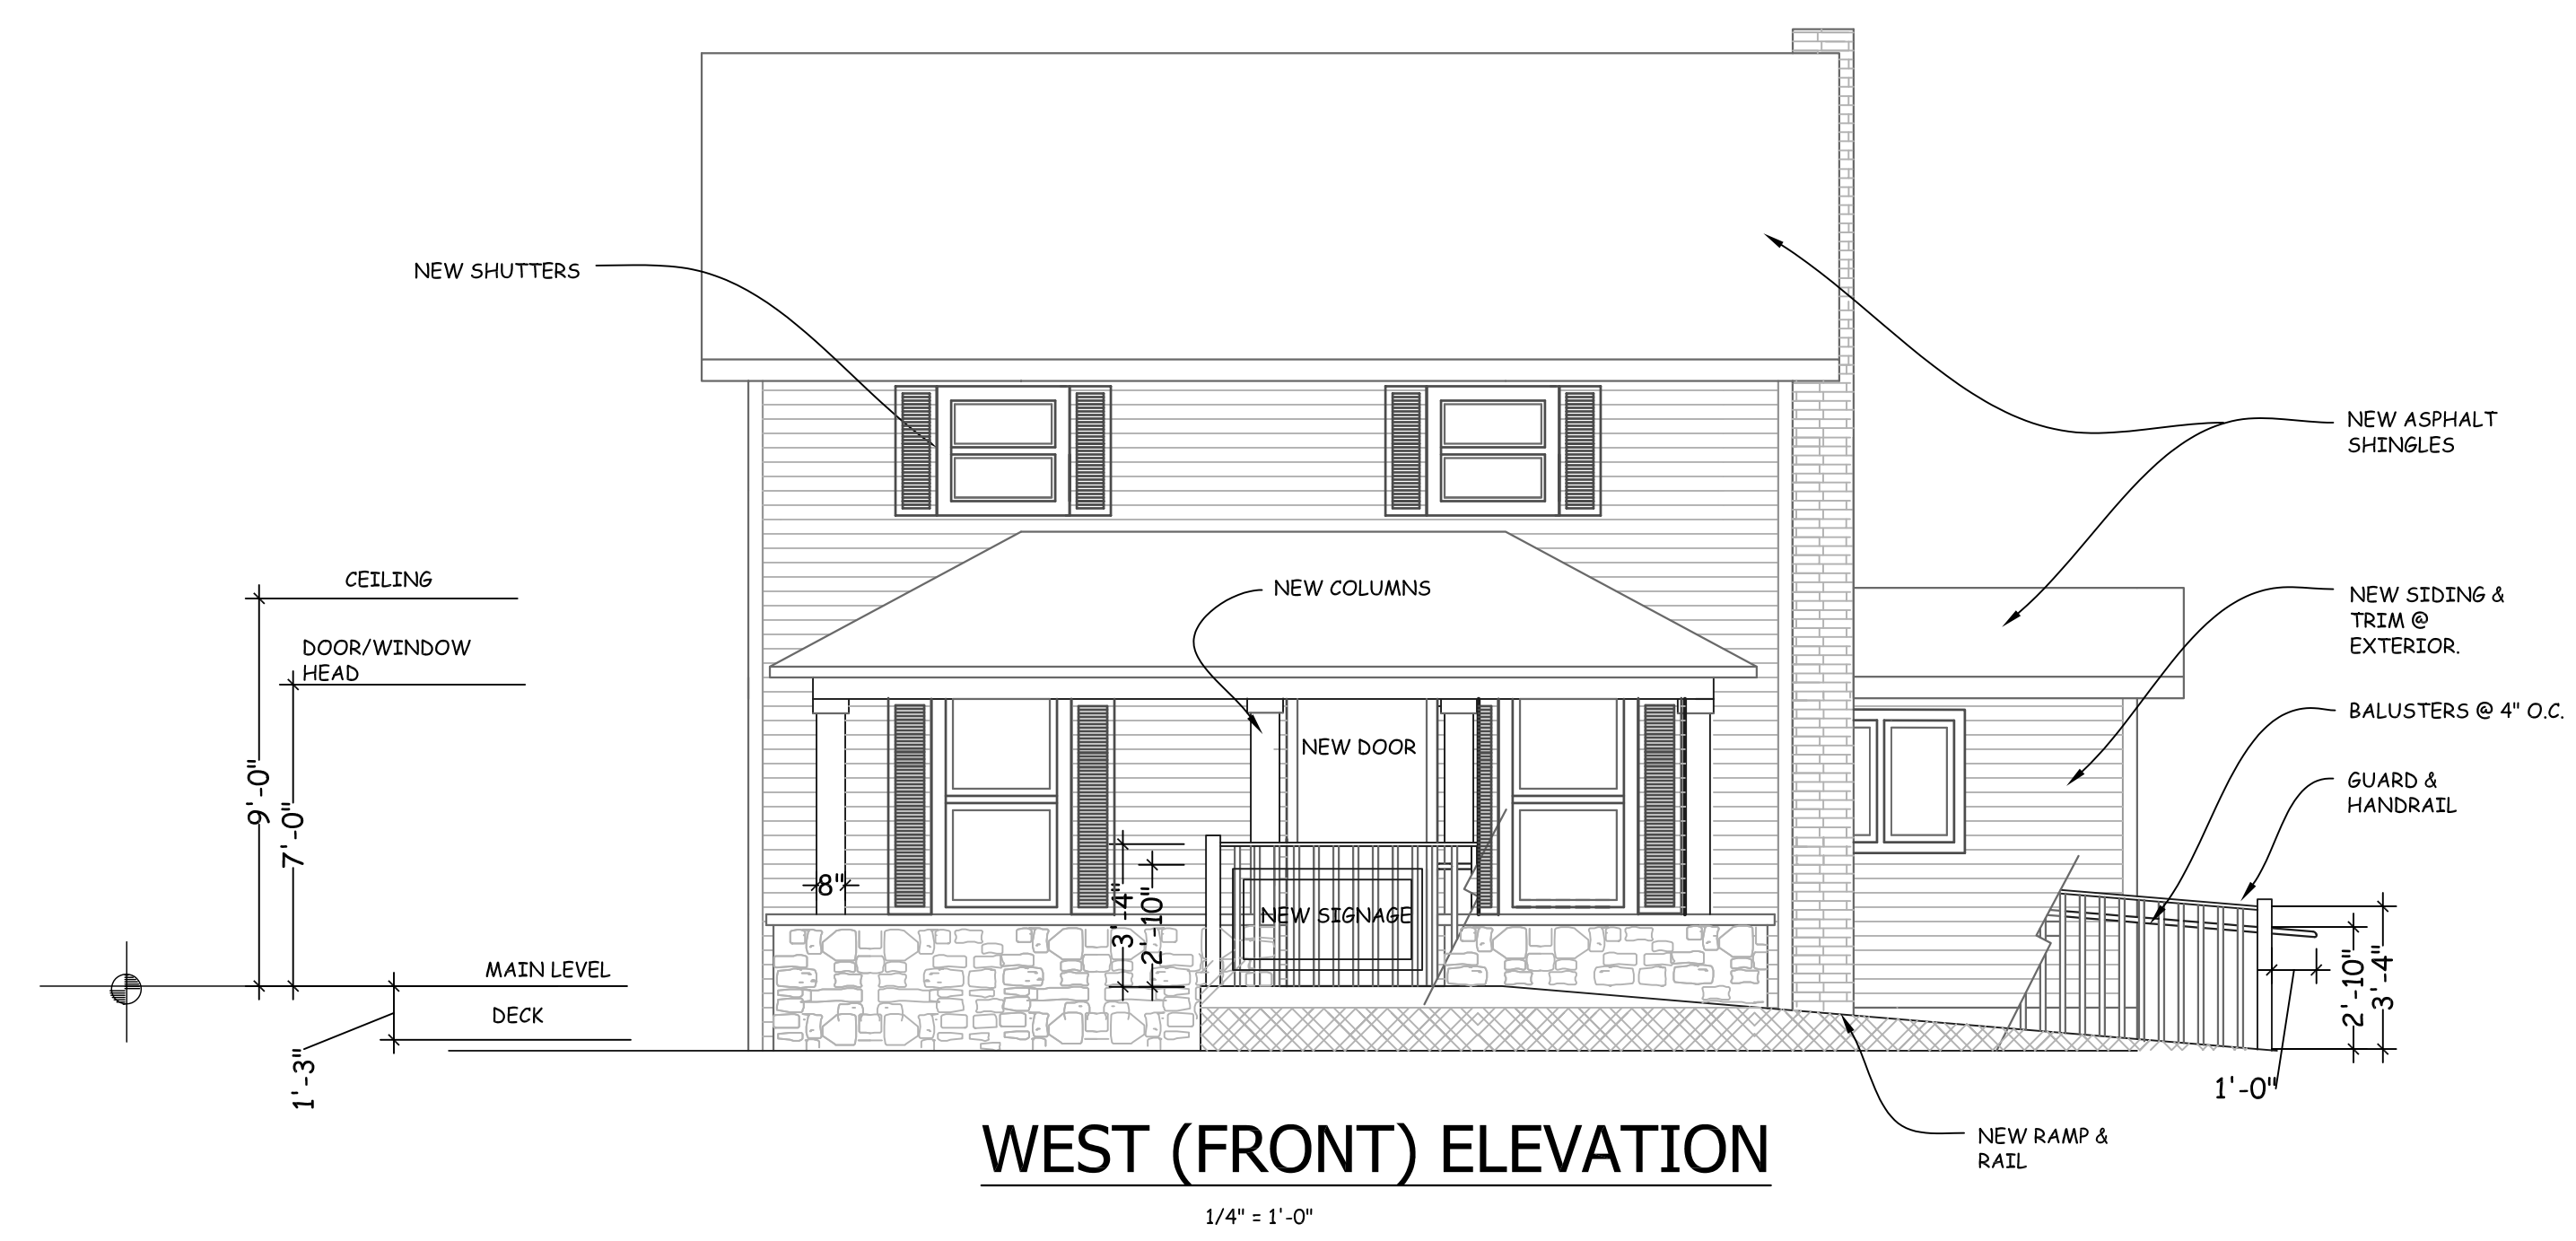 NEW SHUTTERS
NEW ASPHALT
SHINGLES
CEILING
NEW COLUMNS
NEW SIDING &
TRIM @
EXTERIOR.
DOOR/WINDOW
HEAD
BALUSTERS @ 4" O.C.
NEW DOOR
GUARD &
HANDRAIL
9'-0"
7'-0"
8"
3'-4"
2'-10"
NEW SIGNAGE
MAIN LEVEL
DECK
1'-3"
2'-10"
3'-4"
1'-0"
NEW RAMP &
RAIL
WEST (FRONT) ELEVATION
1/4" = 1'-0"